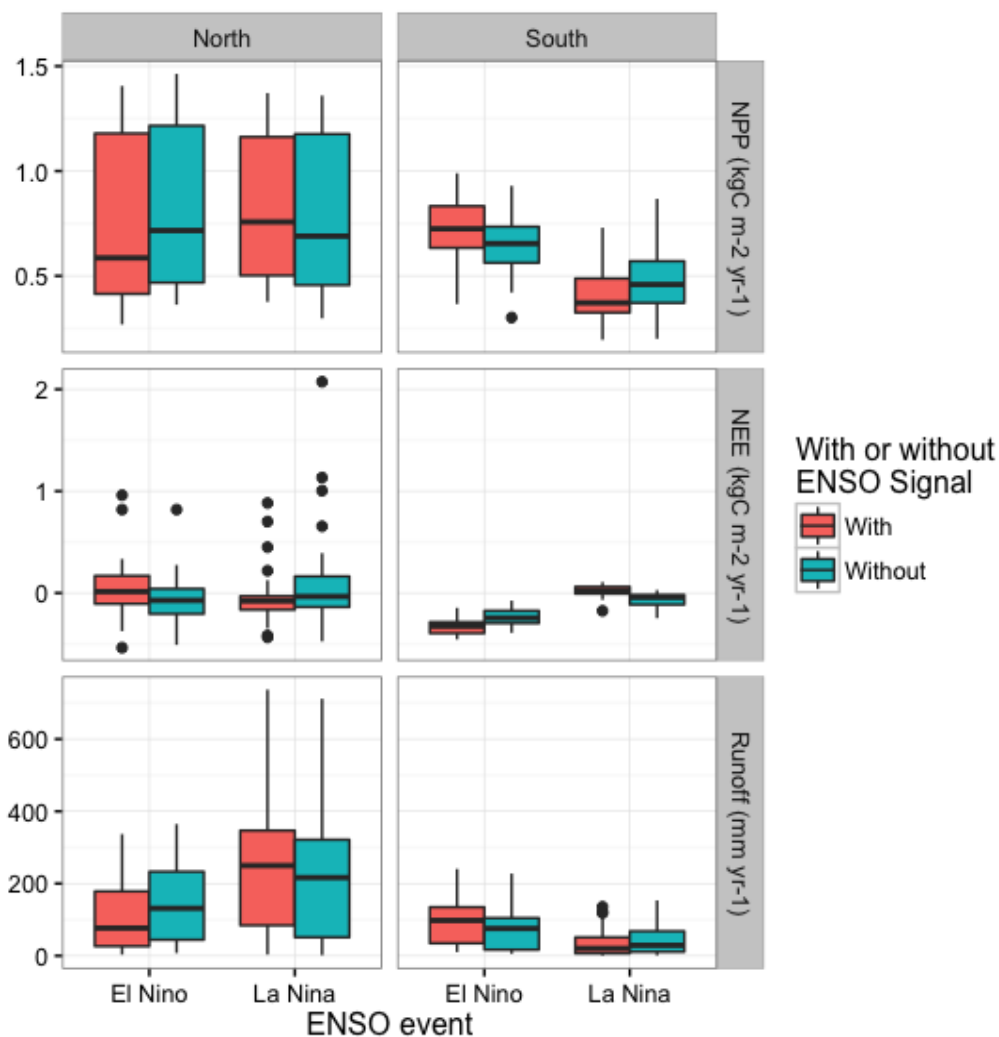 North
South
1.5
1.0
0.5
NPP (kgC m-2 yr-1)
2
1
0
NEE (kgC m-2 yr-1)
600
400
200
0
Runoff (mm yr-1)
El Nino
La Nina
El Nino
La Nina
ENSO event
With or without
ENSO Signal
With
Without